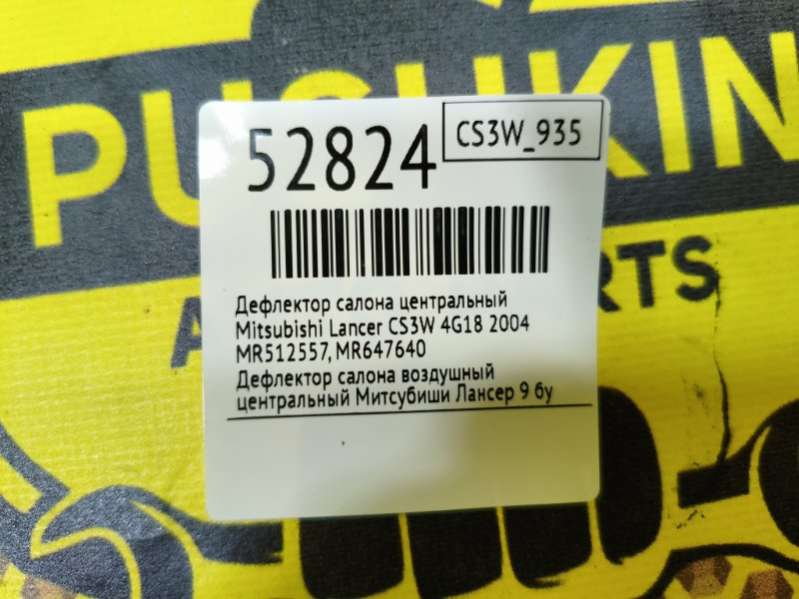 PUSHKIN
52824
CS3W_935
Дефлектор салона центральный
Mitsubishi Lancer CS3W 4G18 2004
MR512557, MR647640
Дефлектор салона воздушный
центральный Митсубиши Лансер 9 бу